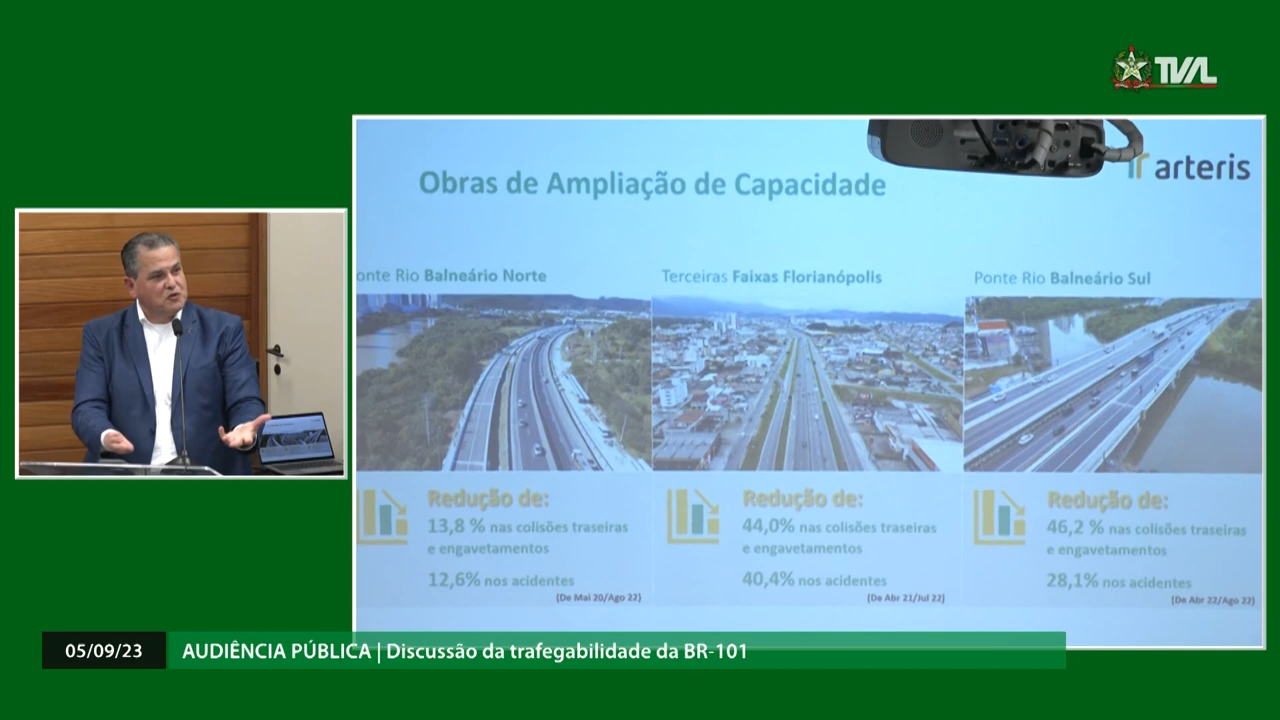 TVAL
arteris
Obras de Ampliação de Capacidade
onte Rio Balneário Norte
Terceiras Faixas Florianópolis
Ponte Rio Balneário Sul
Redução de:
13,8 % nas colisões traseiras
e engavetamentos
12,6% nos acidentes
(De Mai 20/Ago 22)
Redução de:
44,0% nas colisões traseiras
e engavetamentos
40,4% nos acidentes
(De Abr 21/Jul 22)
Redução de:
46,2 % nas colisões traseiras
e engavetamentos
28,1% nos acidentes
(De Abr 22/Ago 22)
05/09/23
AUDIÊNCIA PÚBLICA | Discussão da trafegabilidade da BR-101